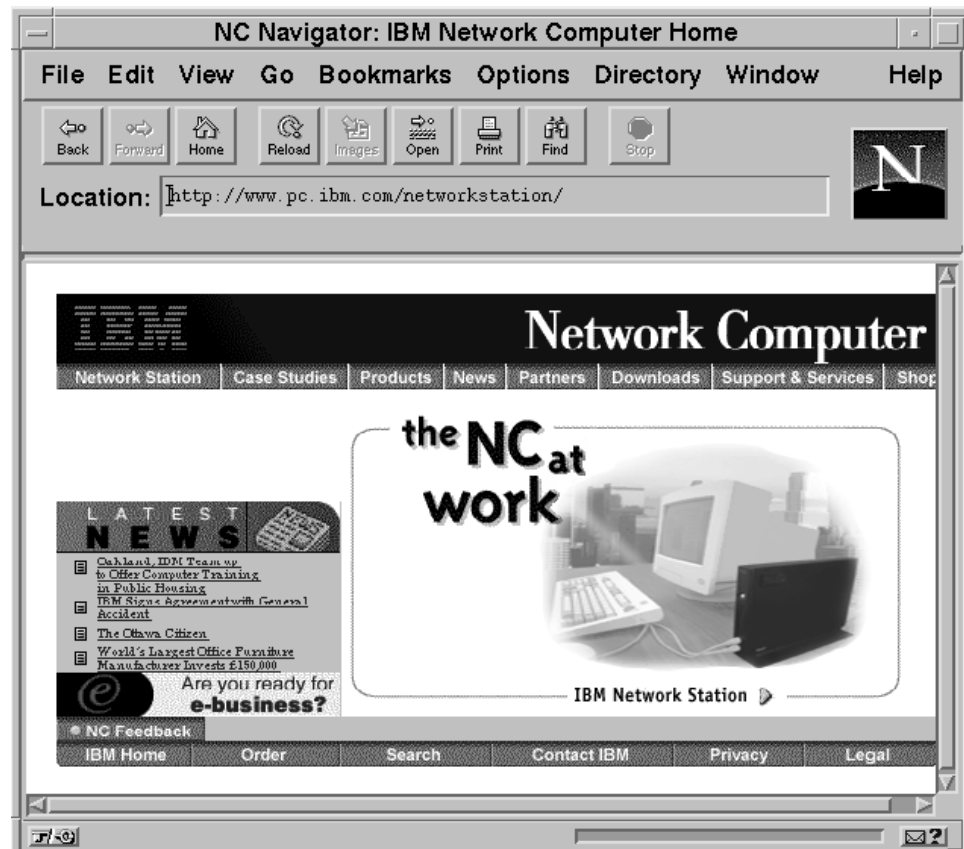 NC Navigator: IBM Network Computer Home
File Edit View Go Bookmarks Options Directory Window Help
Back Forward Home Reload Images Open Print Find Stop
N
Location: http://www.pc.ibm.com/networkstation/
IBM Network Computer
Network Station Case Studies Products News Partners Downloads Support & Services Shop
the NC at
work
LATEST
NEWS
Oakland, IBM Team up
to Offer Computer Training
in Public Housing
IBM Signs Agreement with General
Accident
The Ottawa Citizen
World's Largest Office Furniture
Manufacturer Invests £150,000
e Are you ready for
e-business?
IBM Network Station
NC Feedback
IBM Home Order Search Contact IBM Privacy Legal
?